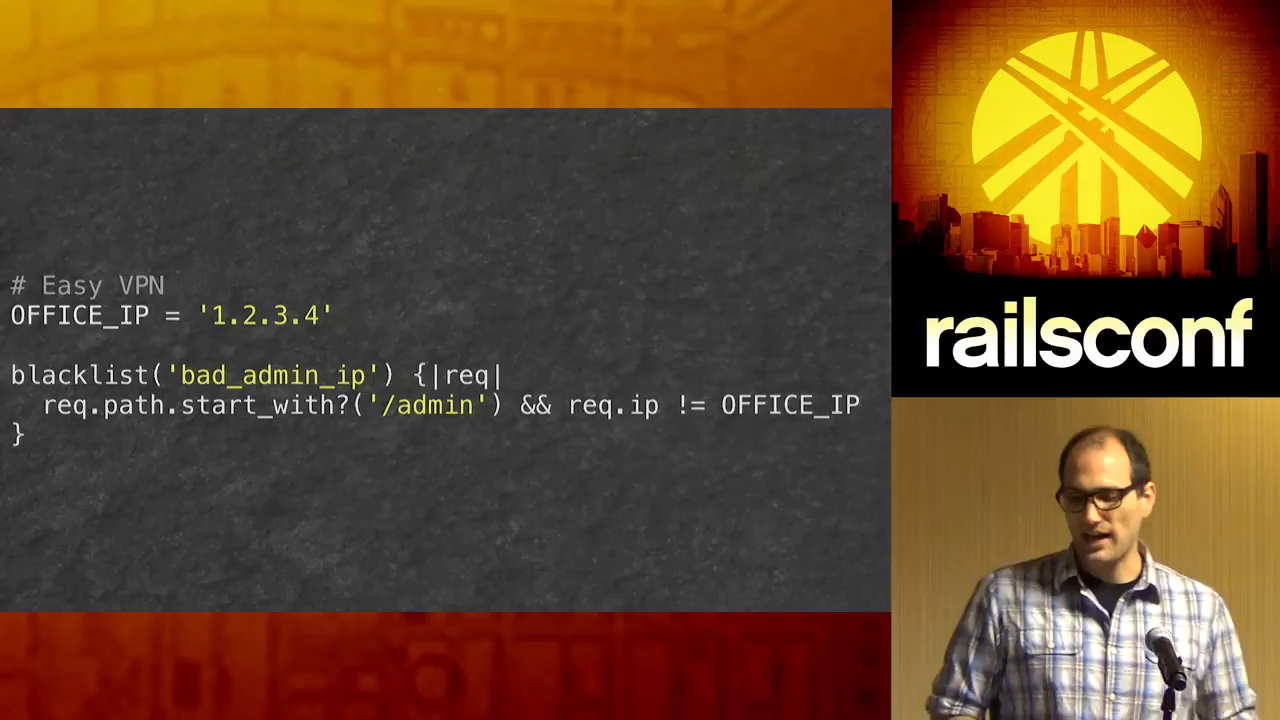 # Easy VPN
OFFICE_IP = '1.2.3.4'
blacklist('bad_admin_ip') {|req|
  req.path.start_with?('/admin') && req.ip != OFFICE_IP
}
railsconf